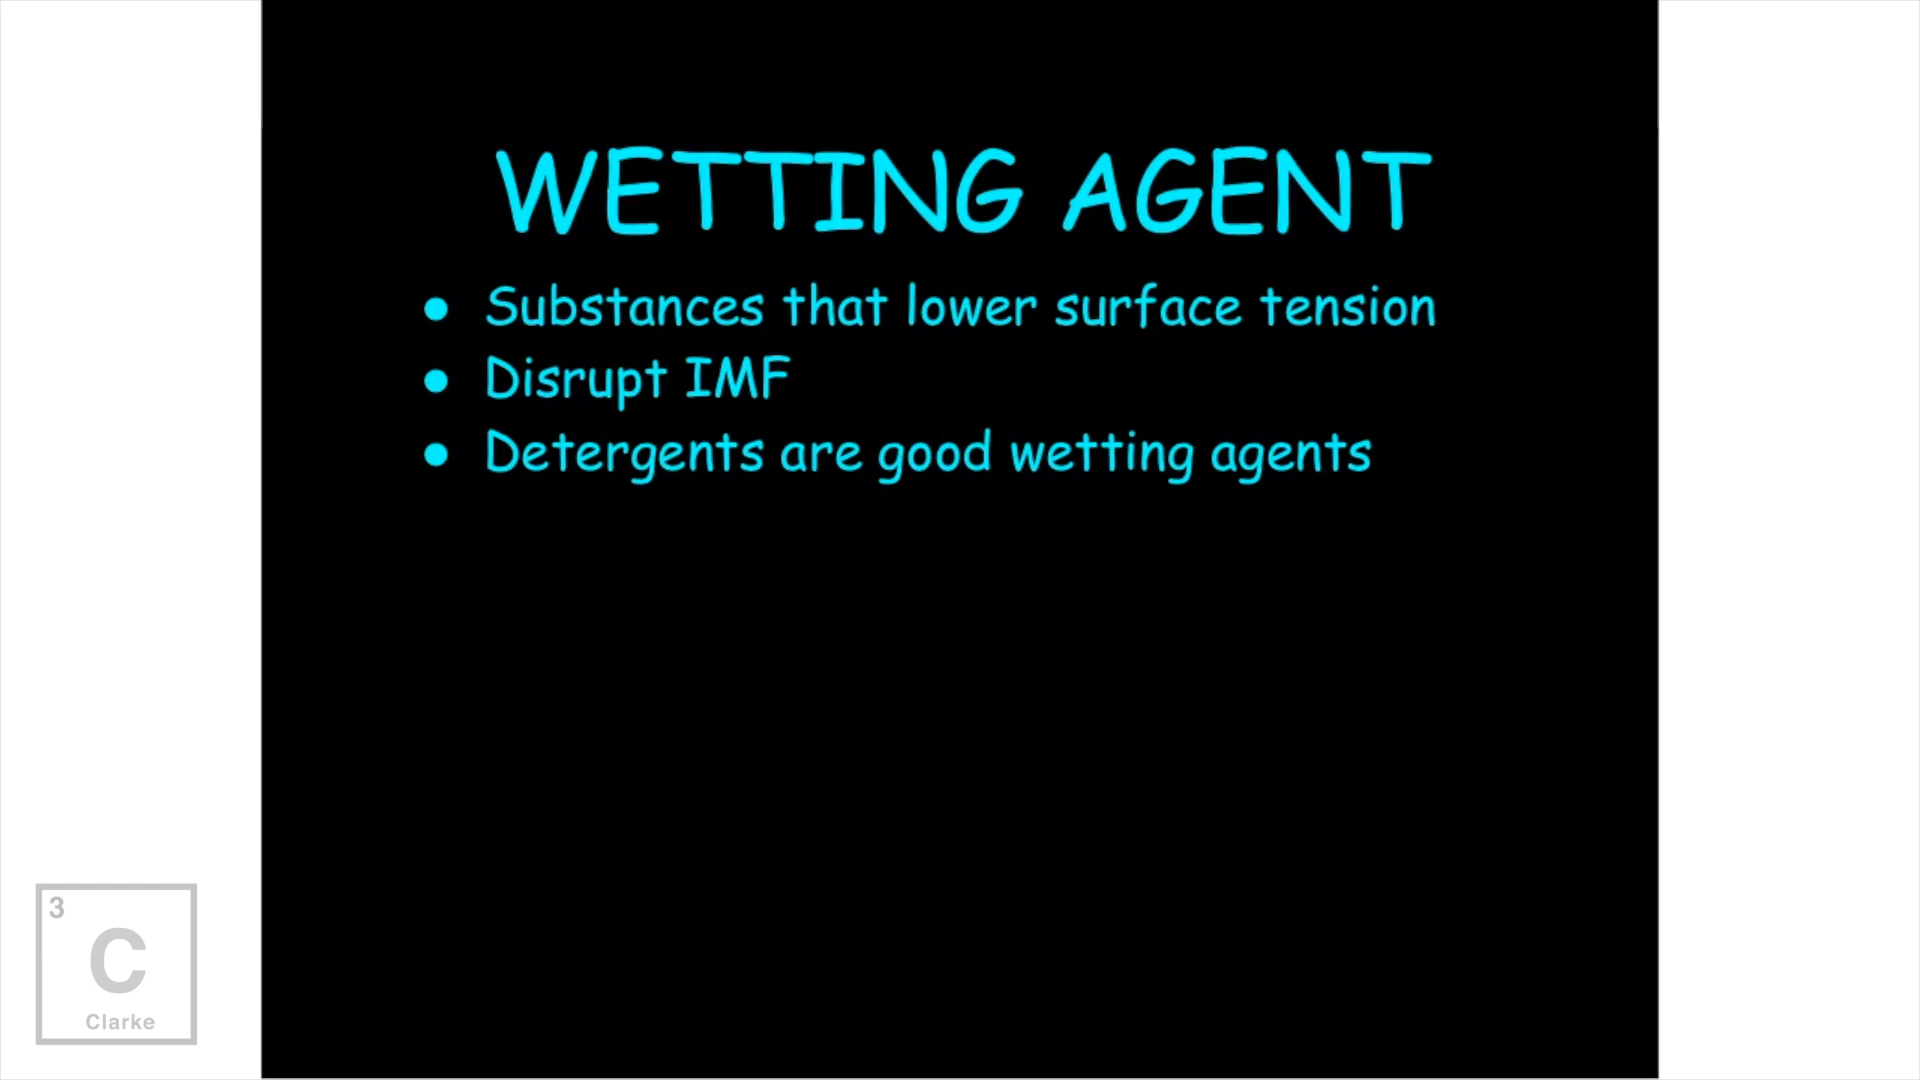 WETTING AGENT
● Substances that lower surface tension
● Disrupt IMF
● Detergents are good wetting agents
3
C
Clarke